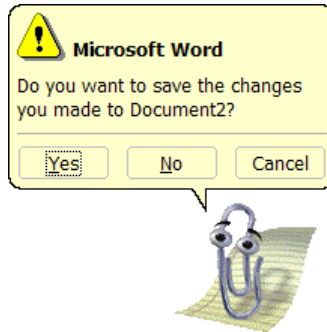 Microsoft Word
Do you want to save the changes
you made to Document2?
Yes No Cancel